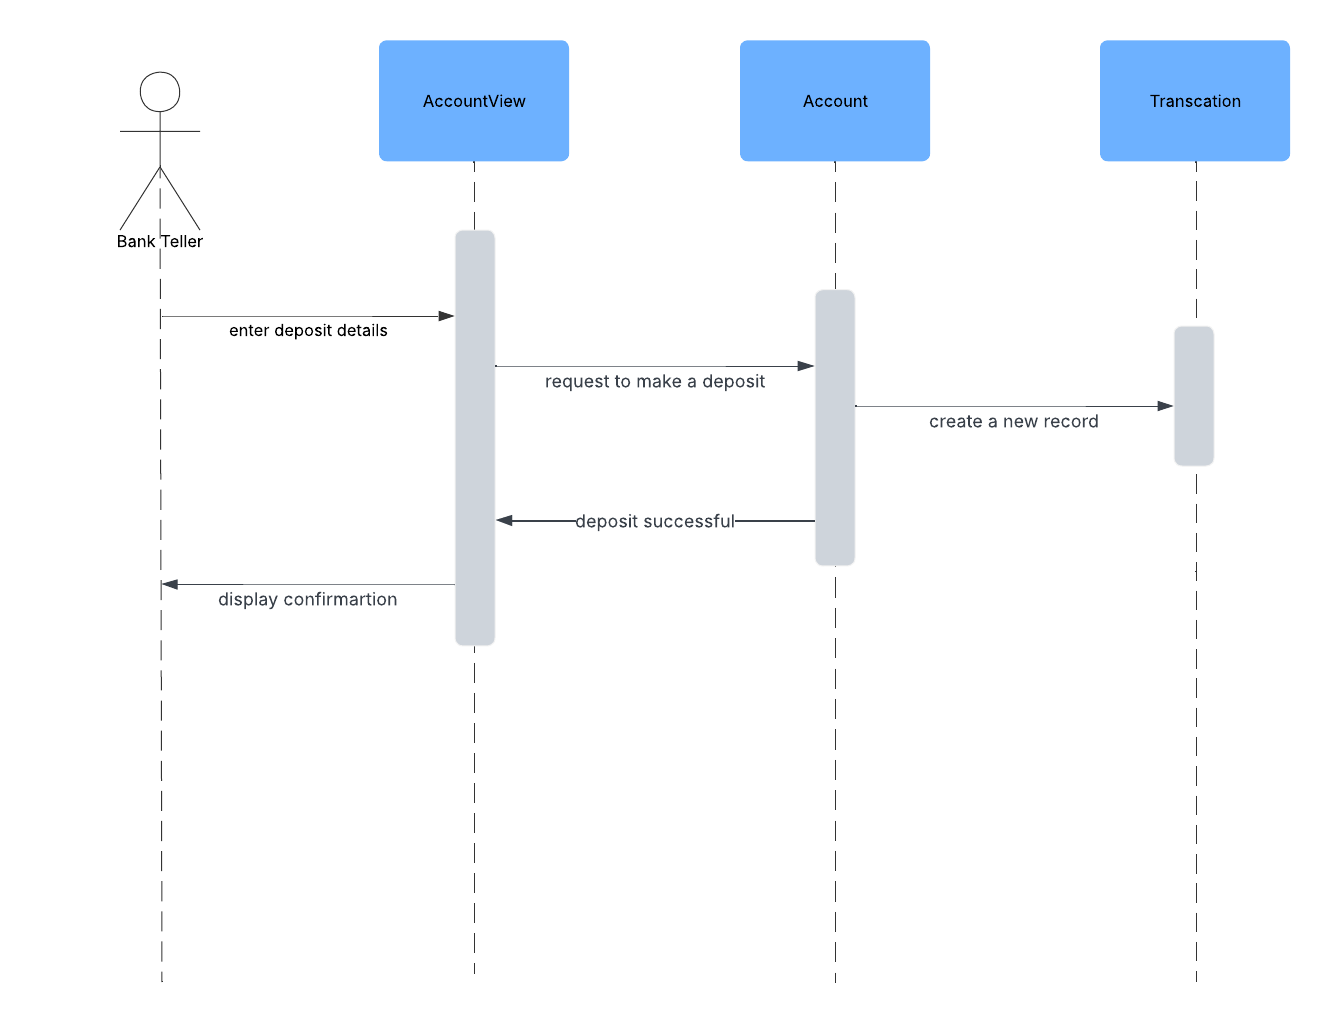 AccountView
Account
Transcation
Bank Teller
enter deposit details
request to make a deposit
create a new record
deposit successful
display confirmartion